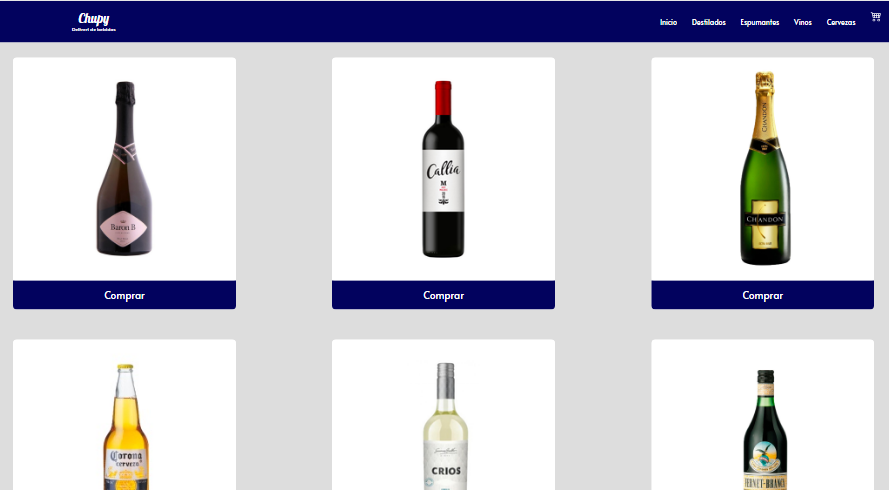 Chupy
Delivery de bebidas
Inicio Destilados Espumantes Vinos Cervezas
Baron B
Callia
M
CHANDON
CHANDON
Comprar Comprar Comprar
Corona
CERVEZA
CRIOS
FERNET-BRANCA